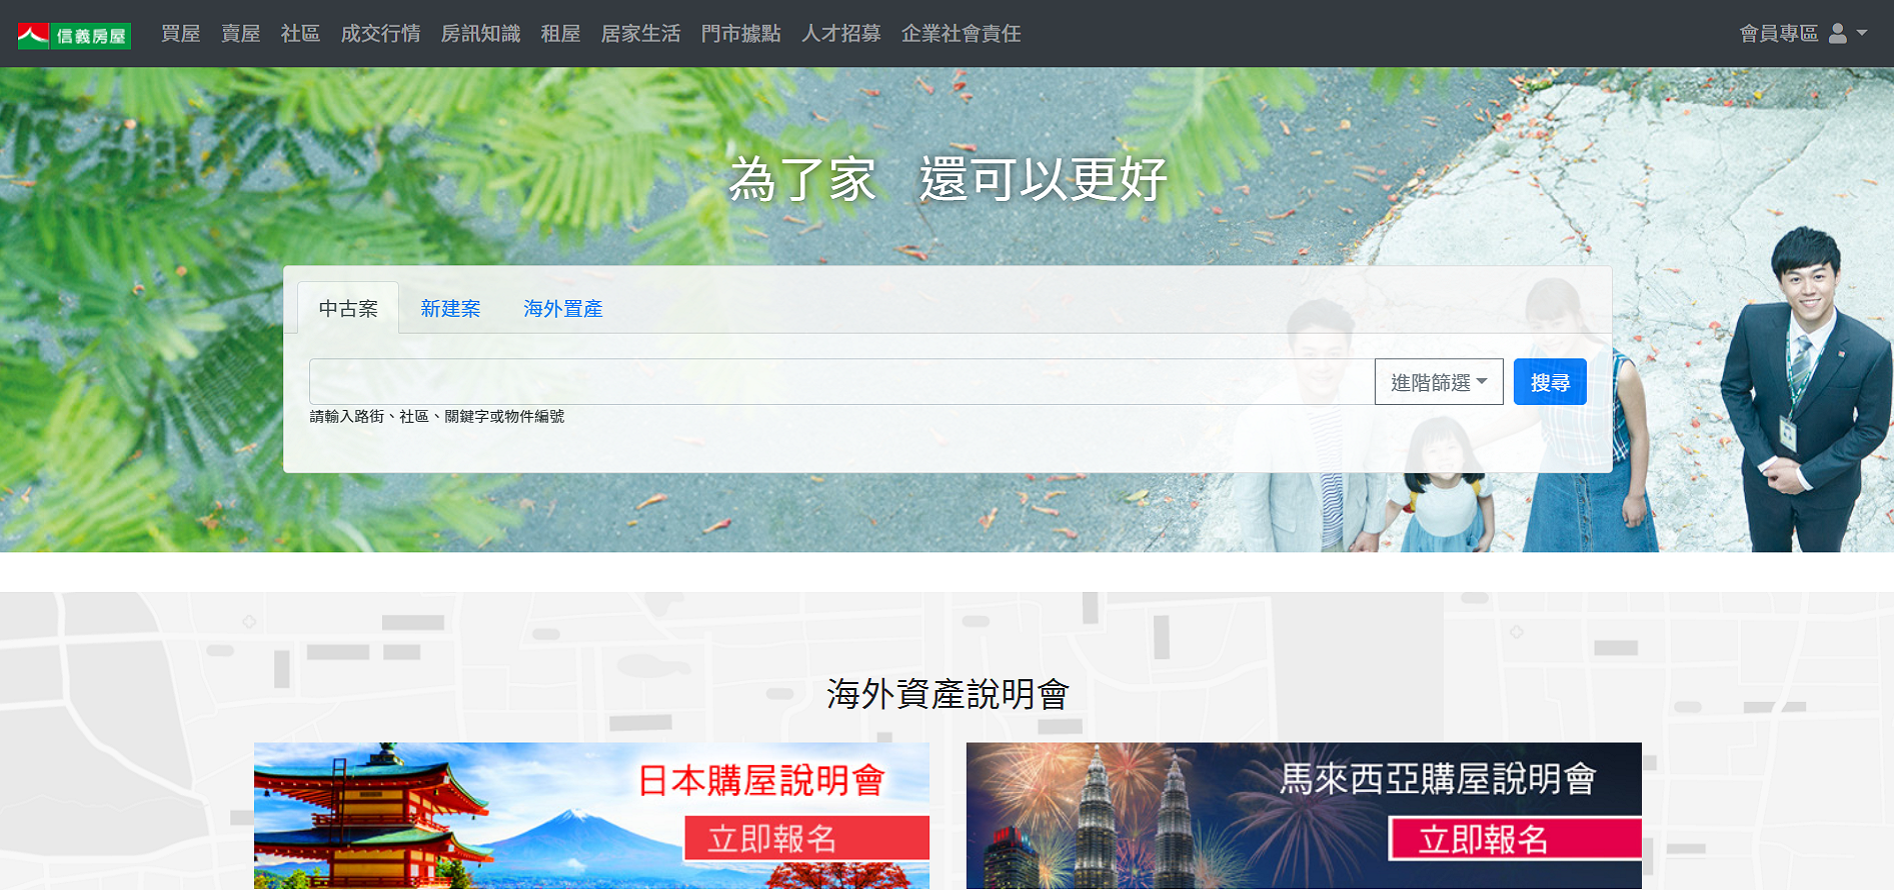 信義房屋 買屋 賣屋 社區 成交行情 房訊知識 租屋 居家生活 門市據點 人才招募 企業社會責任 會員專區
為了家 還可以更好
中古案 新建案 海外置產
進階篩選 搜尋
請輸入路街、社區、關鍵字或物件編號
海外資產說明會
日本購屋說明會
立即報名
馬來西亞購屋說明會
立即報名